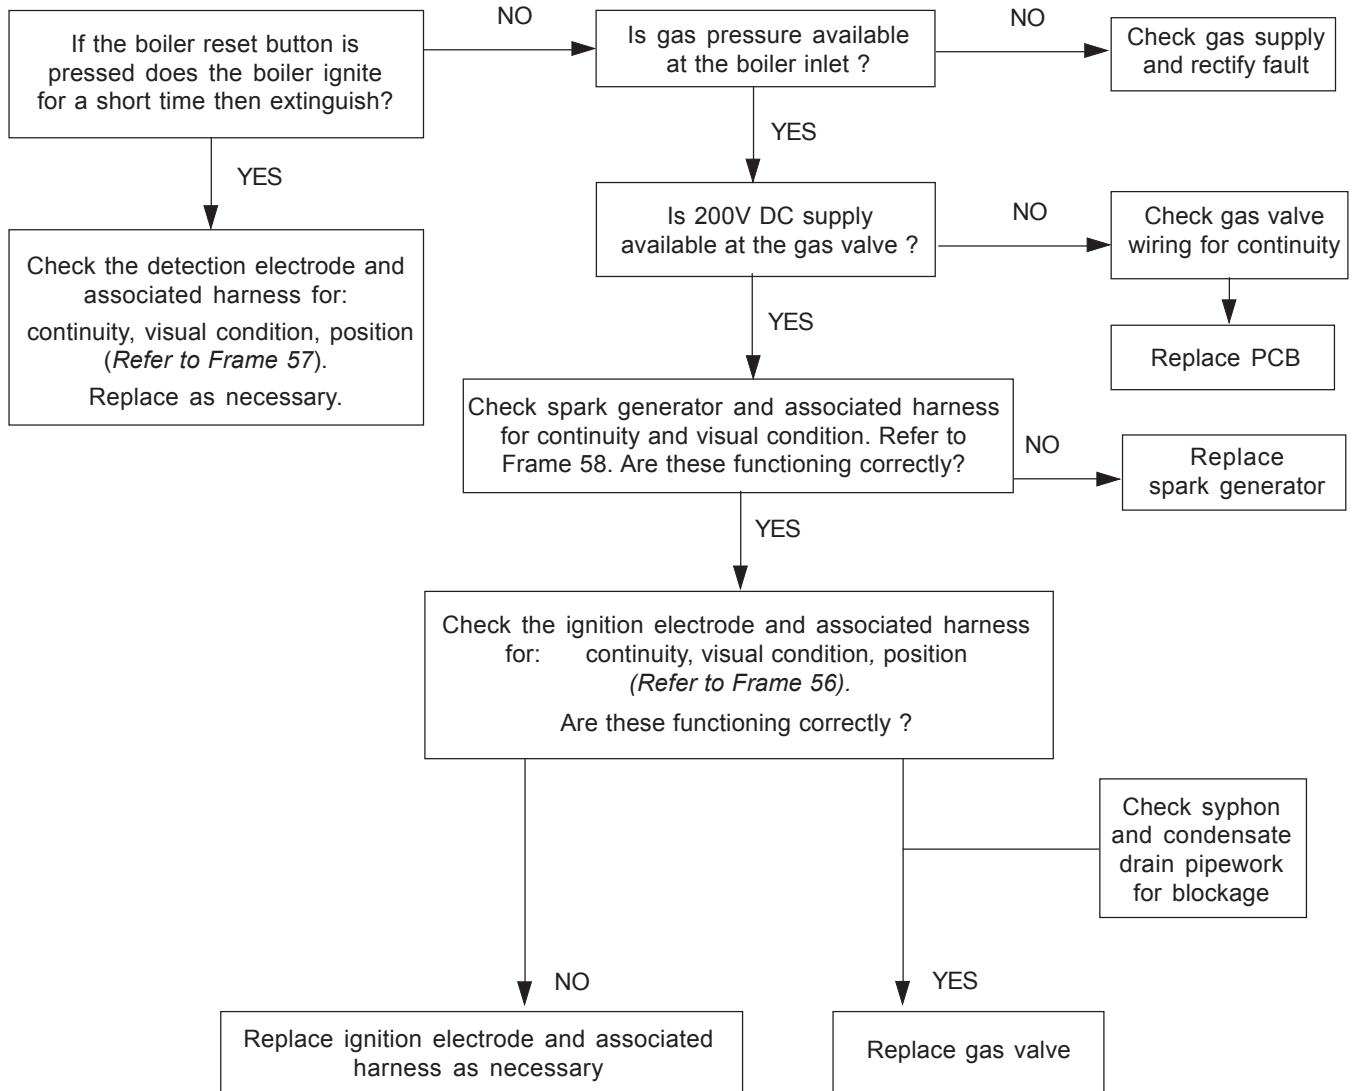 If the boiler reset button is
pressed does the boiler ignite
for a short time then extinguish?
NO
Is gas pressure available
at the boiler inlet ?
NO
Check gas supply
and rectify fault
YES
YES
Check the detection electrode and
associated harness for:
continuity, visual condition, position
(Refer to Frame 57).
Replace as necessary.
Is 200V DC supply
available at the gas valve ?
NO
Check gas valve
wiring for continuity
Replace PCB
YES
Check spark generator and associated harness
for continuity and visual condition. Refer to
Frame 58. Are these functioning correctly?
NO
Replace
spark generator
YES
Check the ignition electrode and associated harness
for: continuity, visual condition, position
(Refer to Frame 56).
Are these functioning correctly ?
Check syphon
and condensate
drain pipework
for blockage
NO
YES
Replace ignition electrode and associated
harness as necessary
Replace gas valve